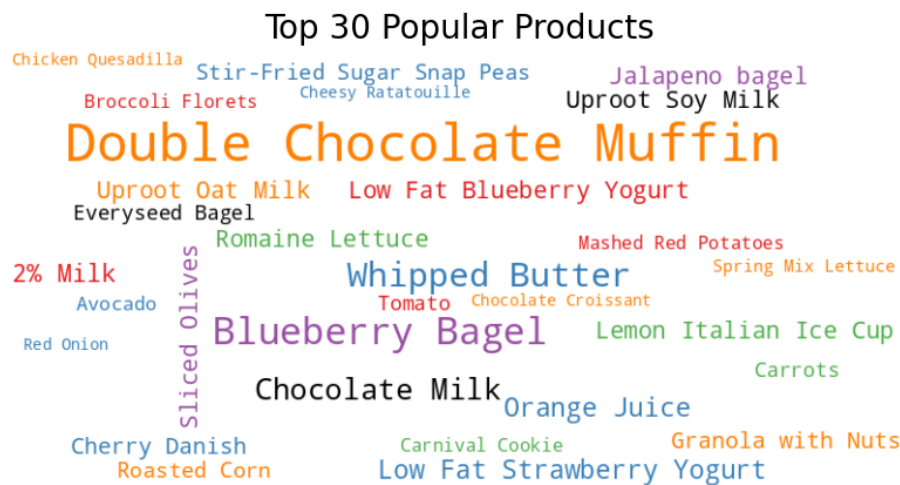 Top 30 Popular Products
Chicken Quesadilla
Stir-Fried Sugar Snap Peas
Jalapeno bagel
Cheesy Ratatouille
Broccoli Florets
Uproot Soy Milk
Double Chocolate Muffin
Uproot Oat Milk
Low Fat Blueberry Yogurt
Everyseed Bagel
Romaine Lettuce
Mashed Red Potatoes
2% Milk
Sliced Olives
Whipped Butter
Spring Mix Lettuce
Avocado
Tomato
Chocolate Croissant
Blueberry Bagel
Lemon Italian Ice Cup
Red Onion
Carrots
Chocolate Milk
Orange Juice
Cherry Danish
Carnival Cookie
Granola with Nuts
Roasted Corn
Low Fat Strawberry Yogurt